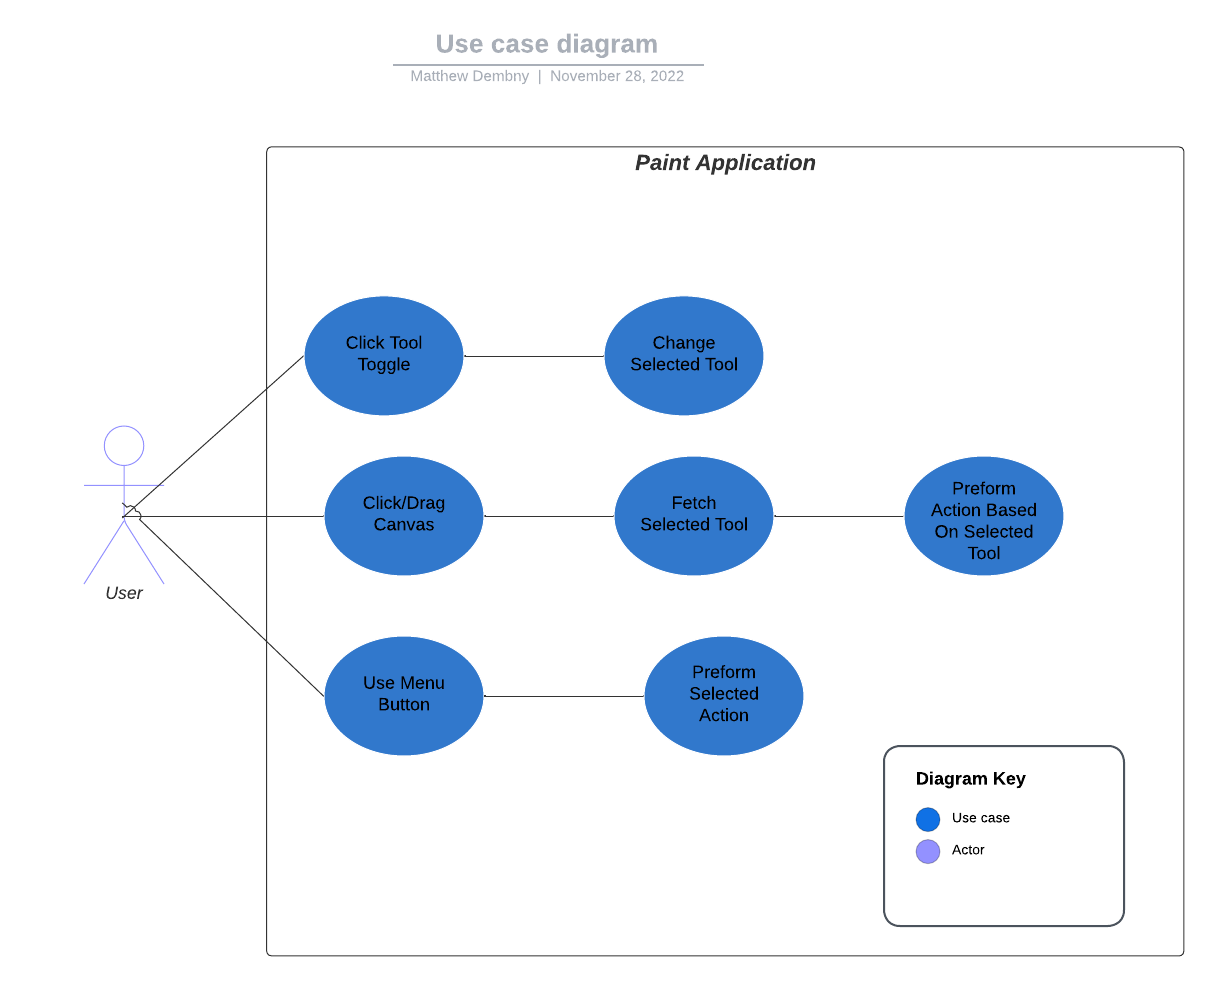 Use case diagram
Matthew Dembny | November 28, 2022
Paint Application
Click Tool
Toggle
Change
Selected Tool
Click/Drag
Canvas
Fetch
Selected Tool
Preform
Action Based
On Selected
Tool
User
Use Menu
Button
Preform
Selected
Action
Diagram Key
Use case
Actor